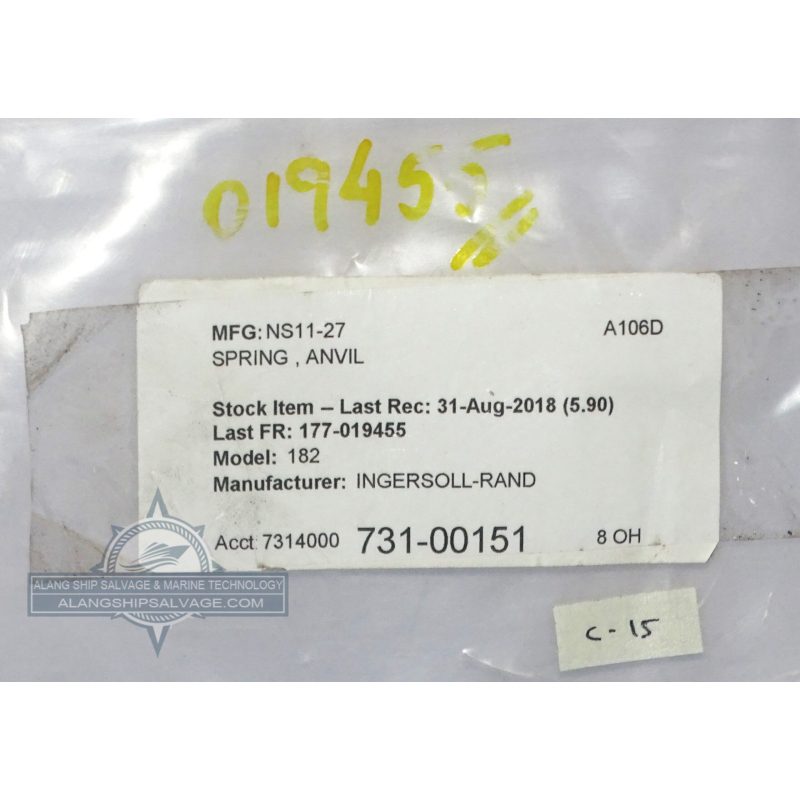 019455
MFG: NS11-27 A106D
SPRING , ANVIL
Stock Item – Last Rec: 31-Aug-2018 (5.90)
Last FR: 177-019455
Model: 182
Manufacturer: INGERSOLL-RAND
Acct 7314000 731-00151 8 OH
ALANG SHIP SALVAGE & MARINE TECHNOLOGY
ALANGSHIPSALVAGE.COM
C-15